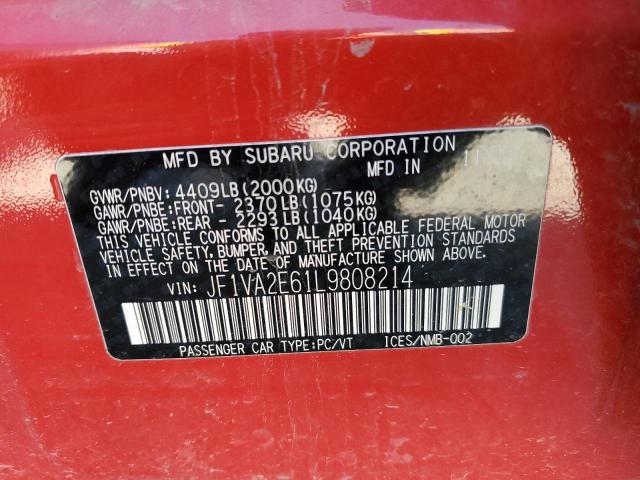 MFD BY SUBARU CORPORATION
MFD IN 11
GVWR/PNBV: 4409LB(2000KG)
GAWR/PNBE:FRONT- 2370LB(1075KG)
GAWR/PNBE:REAR - 2293LB(1040KG)
THIS VEHICLE CONFORMS TO ALL APPLICABLE FEDERAL MOTOR
VEHICLE SAFETY, BUMPER, AND THEFT PREVENTION STANDARDS
IN EFFECT ON THE DATE OF MANUFACTURE SHOWN ABOVE.
VIN: JF1VA2E61L9808214
PASSENGER CAR TYPE:PC/VT ICES/NMB-002